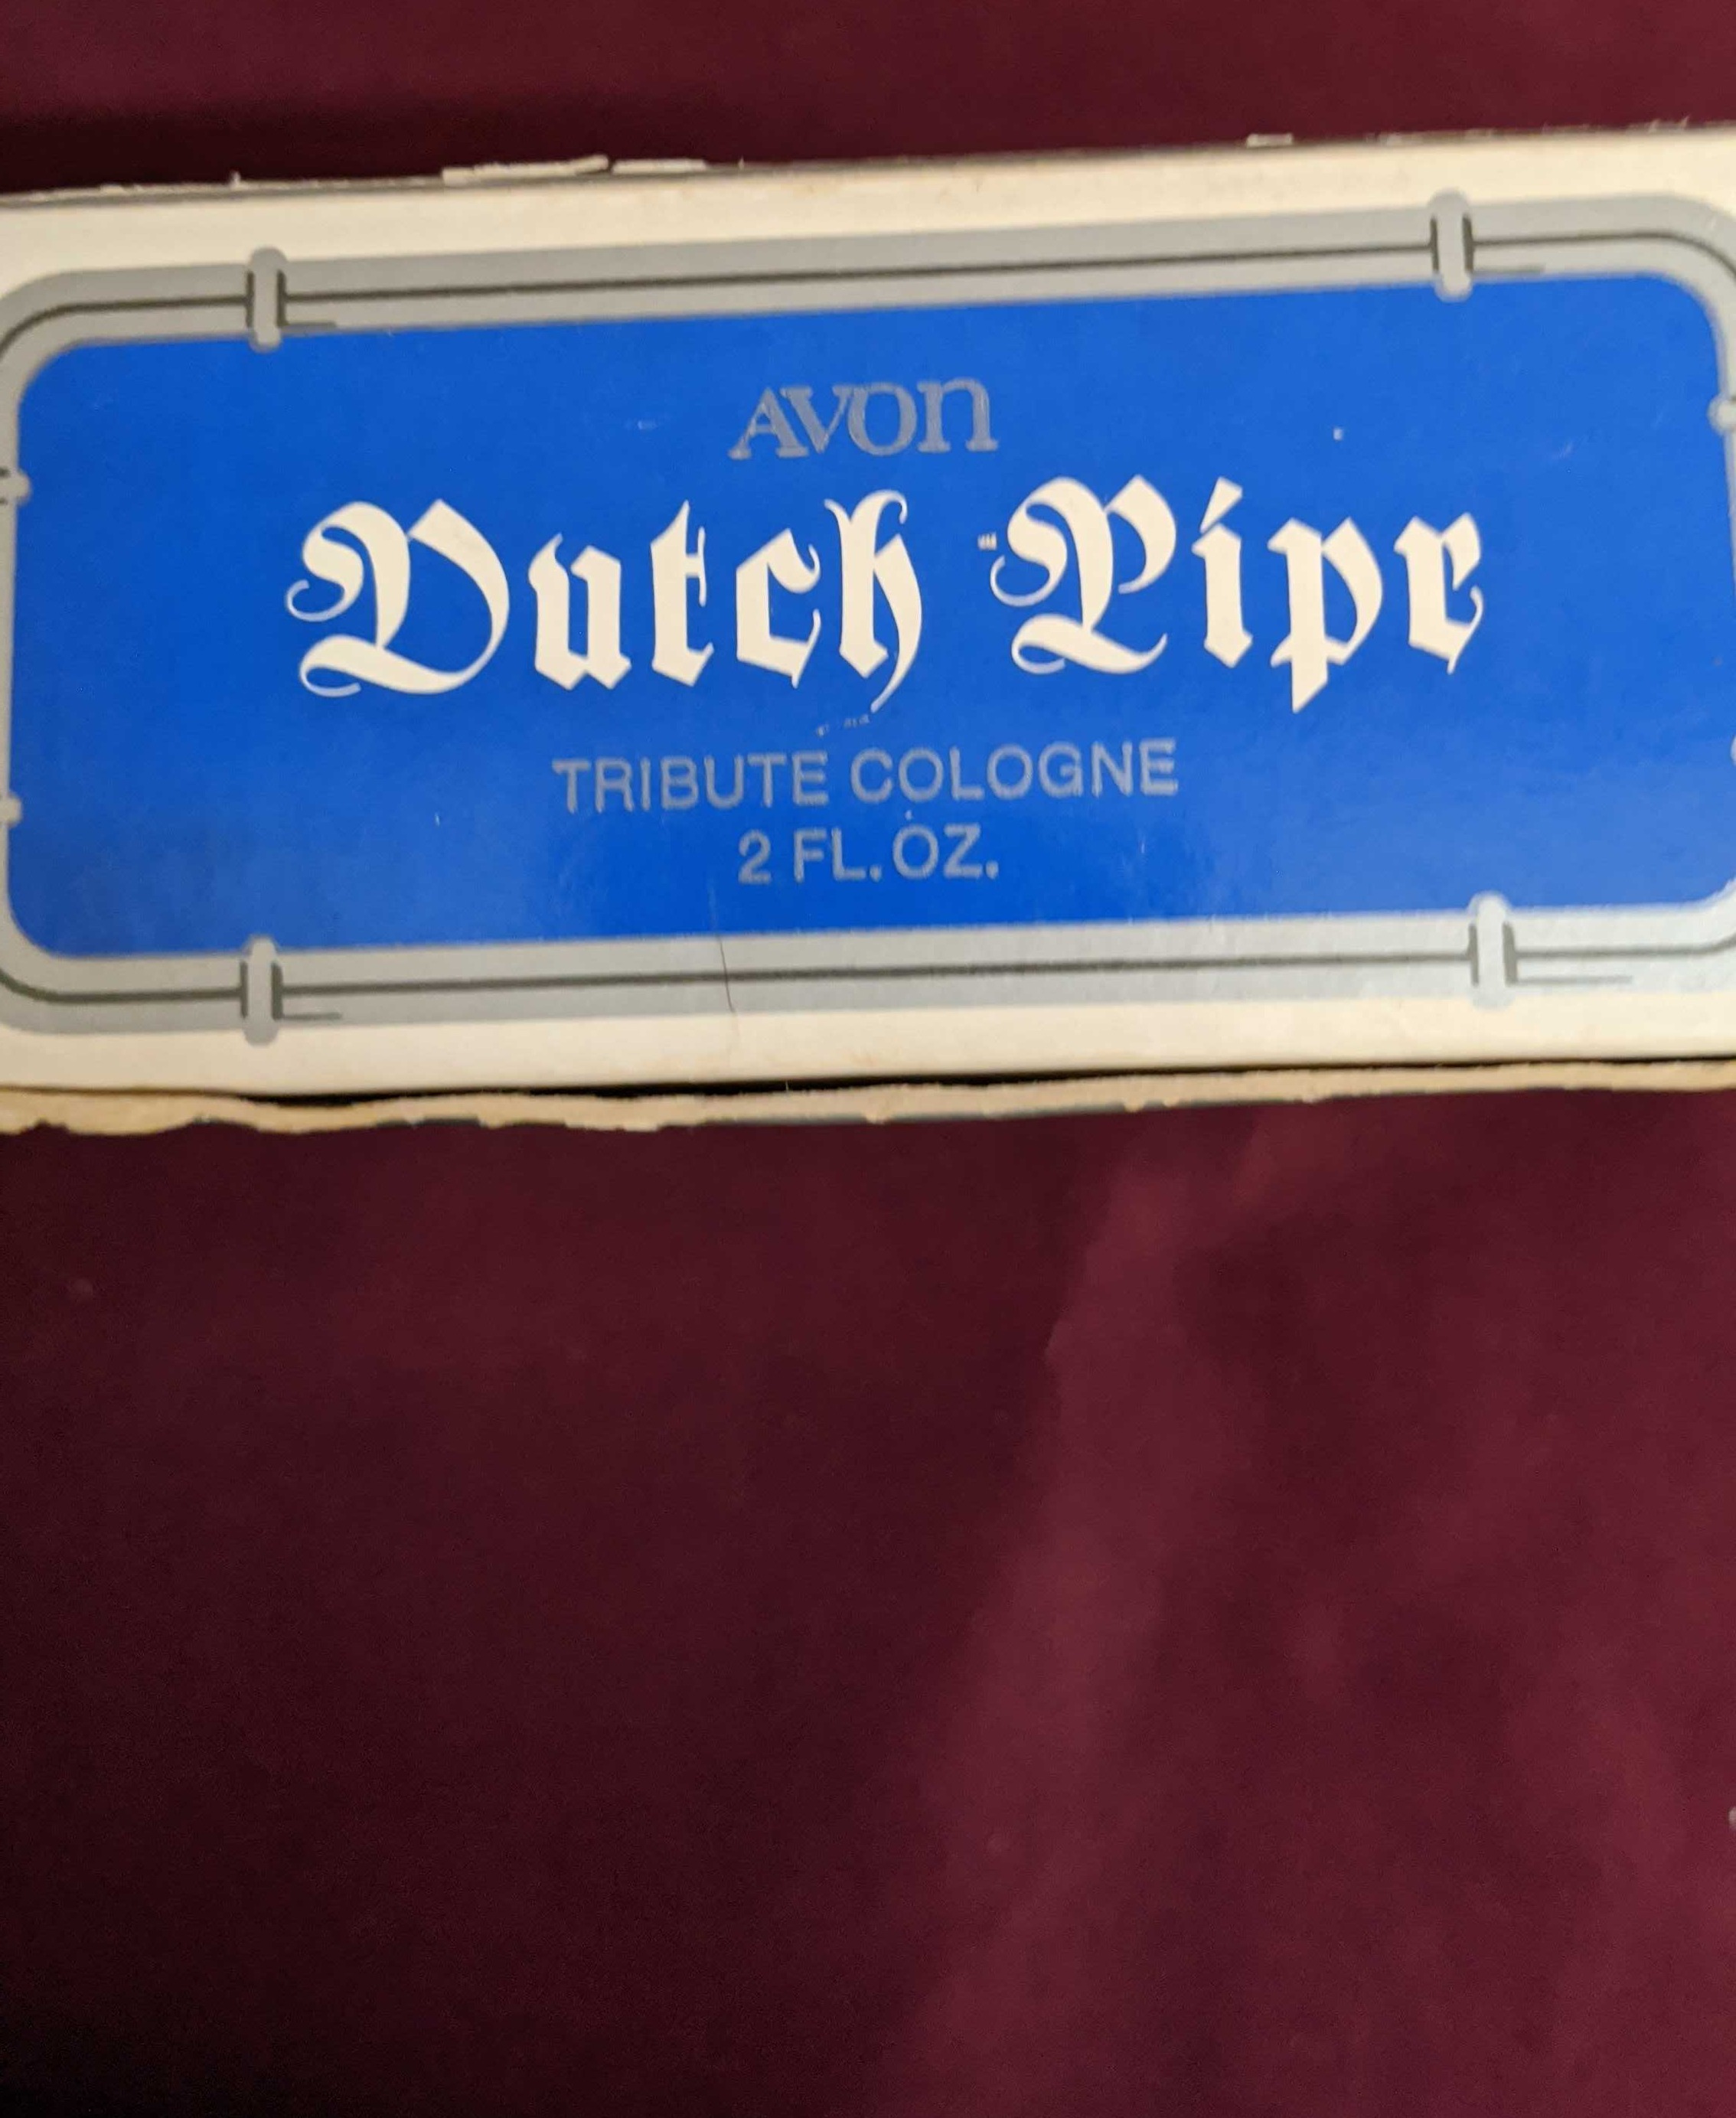 AVON
Dutch Pipe
TRIBUTE COLOGNE
2 FL. OZ.